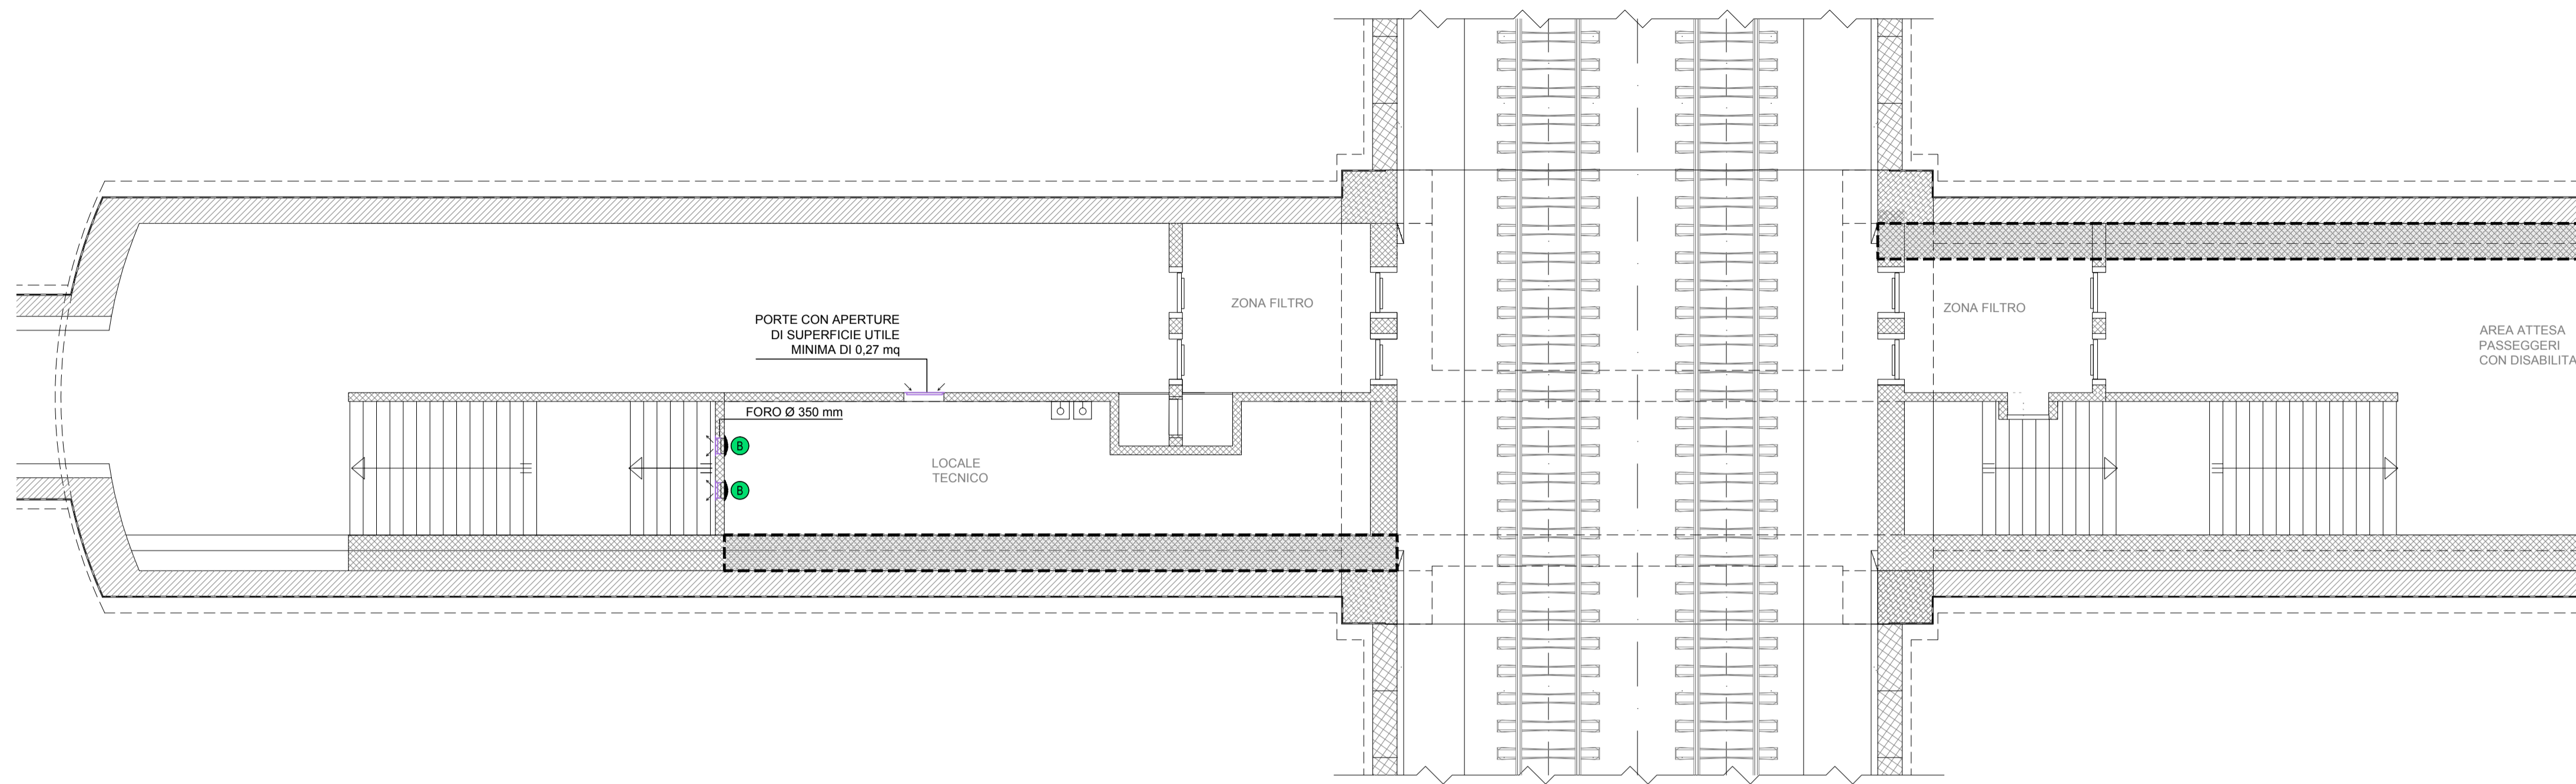 ZONA FILTRO
ZONA FILTRO
PORTE CON APERTURE
DI SUPERFICIE UTILE
MINIMA DI 0,27 mq
AREA ATTESA
PASSEGGERI
CON DISABILITA
FORO Ø 350 mm
B
LOCALE
TECNICO
B